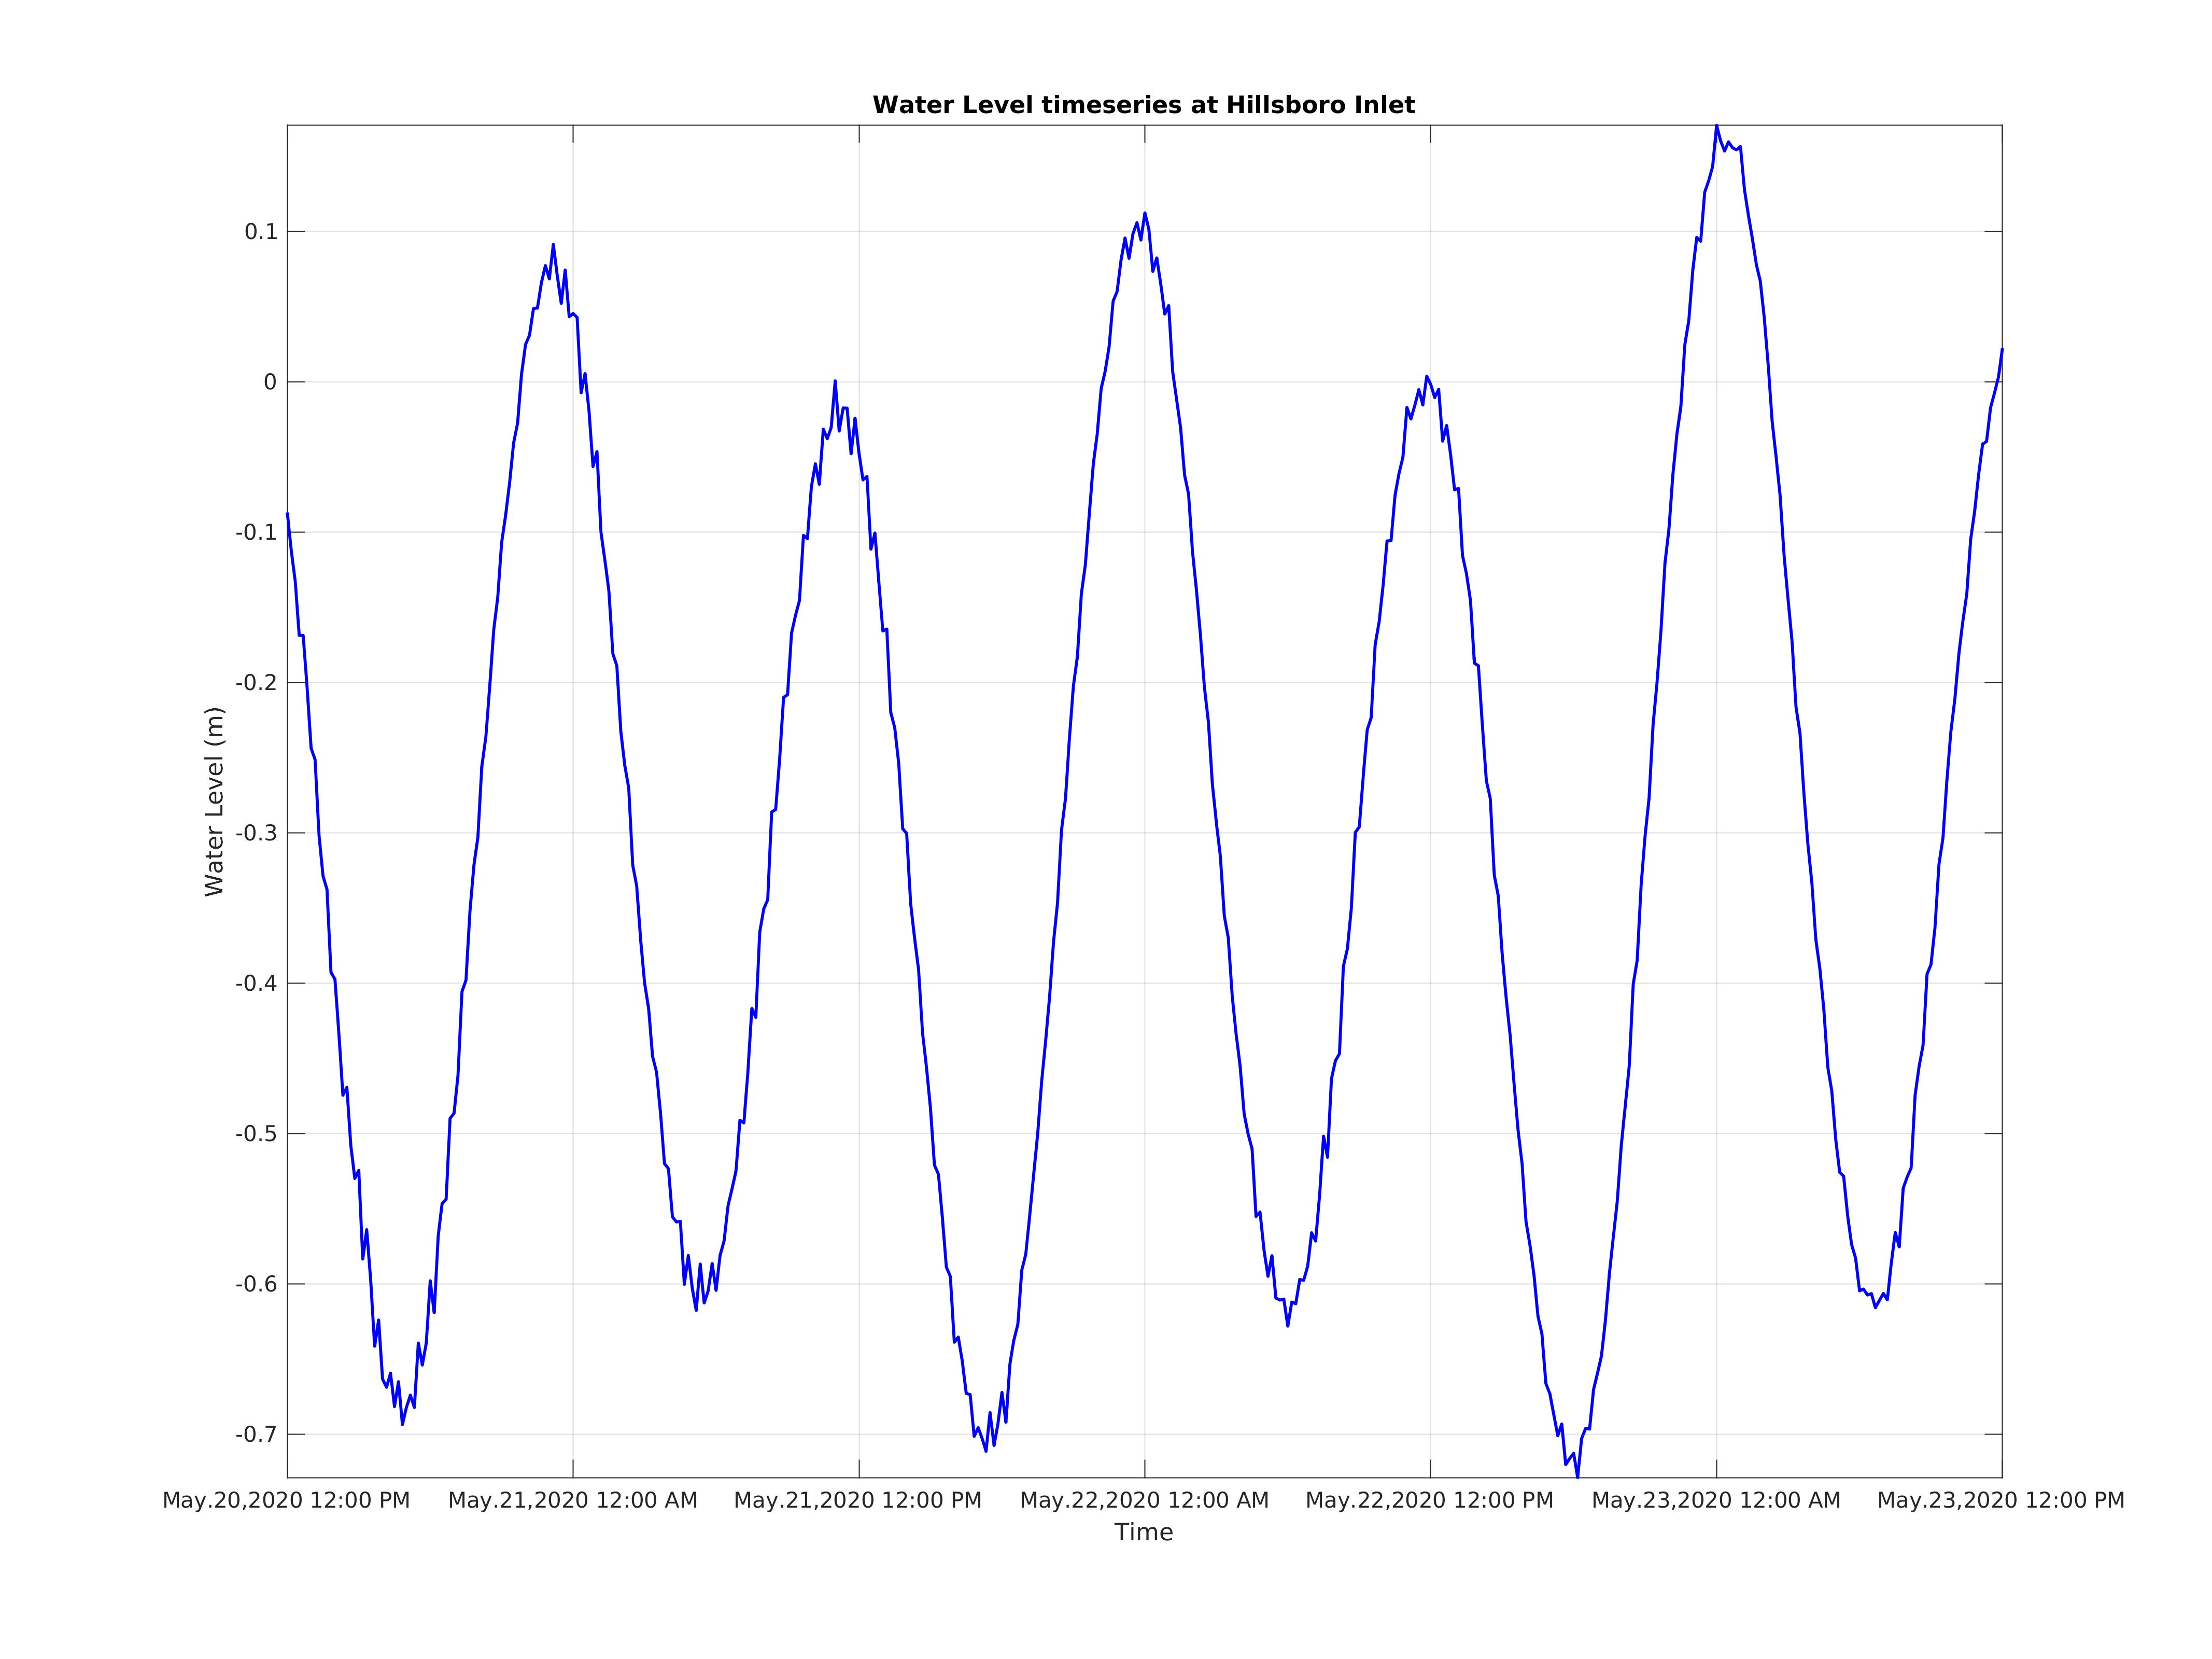 Water Level timeseries at Hillsboro Inlet
0.1
0
-0.1
-0.2
-0.3
-0.4
-0.5
-0.6
-0.7
Water Level (m)
May.20,2020 12:00 PM May.21,2020 12:00 AM May.21,2020 12:00 PM May.22,2020 12:00 AM May.22,2020 12:00 PM May.23,2020 12:00 AM May.23,2020 12:00 PM
Time